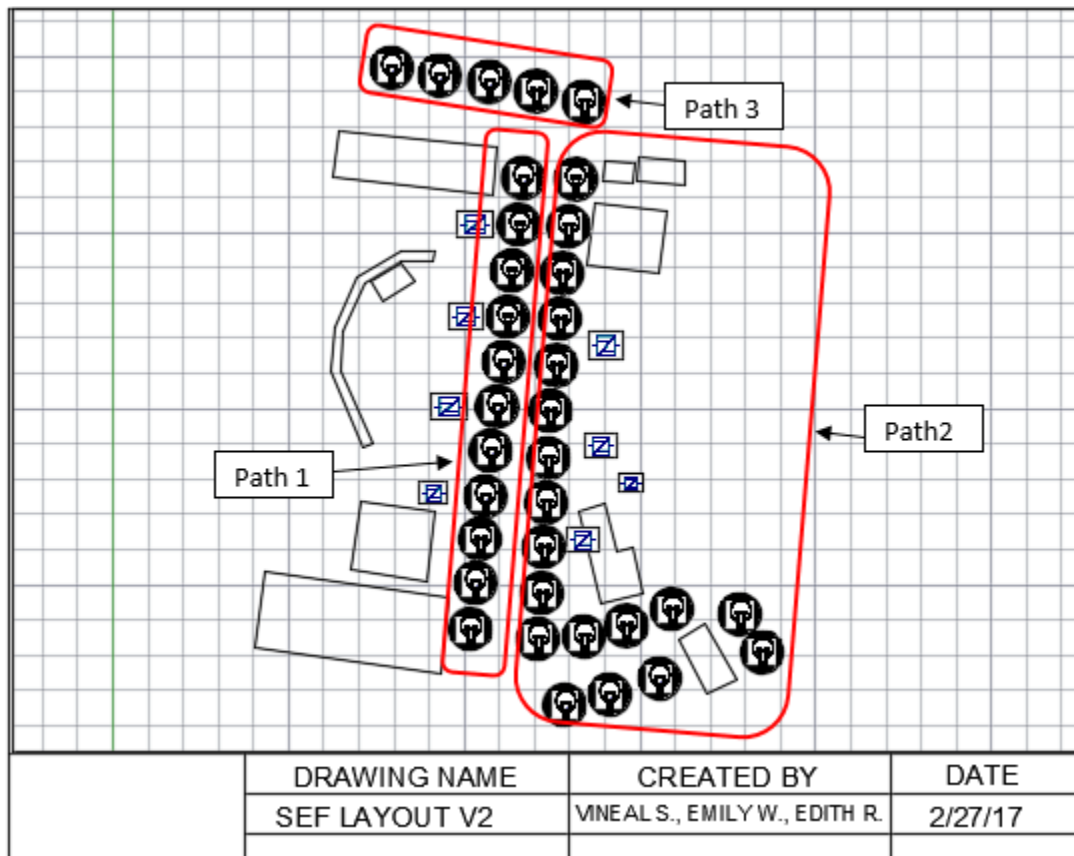 Path 3
Path 1
Path2
DRAWING NAME
CREATED BY
DATE
SEF LAYOUT V2
VINEAL S., EMILY W., EDITH R.
2/27/17